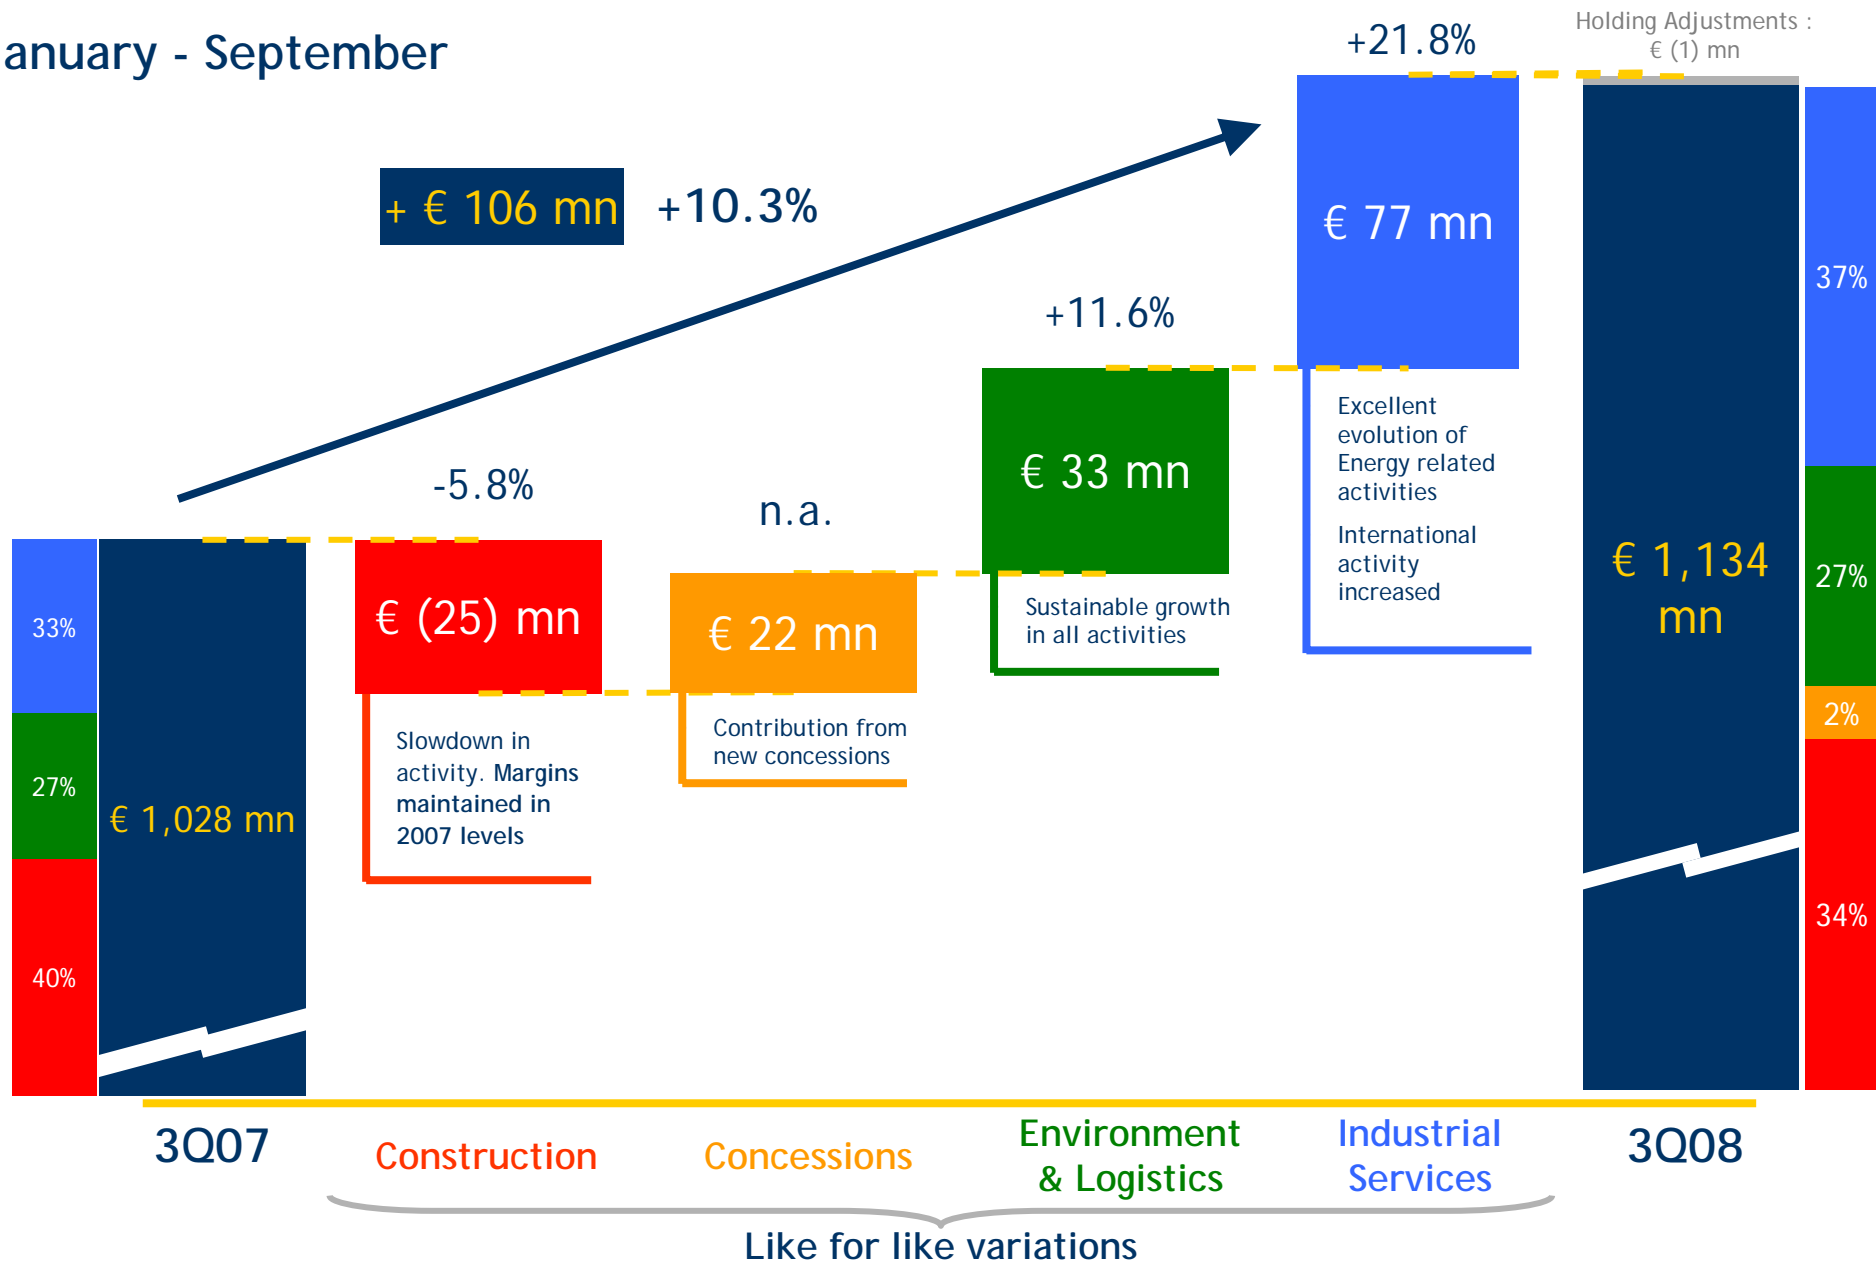 anuary - September
Holding Adjustments :
€ (1) mn
+21.8%
+ € 106 mn
+10.3%
€ 77 mn
37%
+11.6%
Excellent
evolution of
Energy related
activities
International
activity
increased
€ 33 mn
-5.8%
n.a.
€ 1,134
mn
27%
Sustainable growth
in all activities
33%
€ (25) mn
€ 22 mn
2%
Slowdown in
activity. Margins
maintained in
2007 levels
Contribution from
new concessions
27%
€ 1,028 mn
34%
40%
3Q07
Construction
Concessions
Environment
& Logistics
Industrial
Services
3Q08
Like for like variations